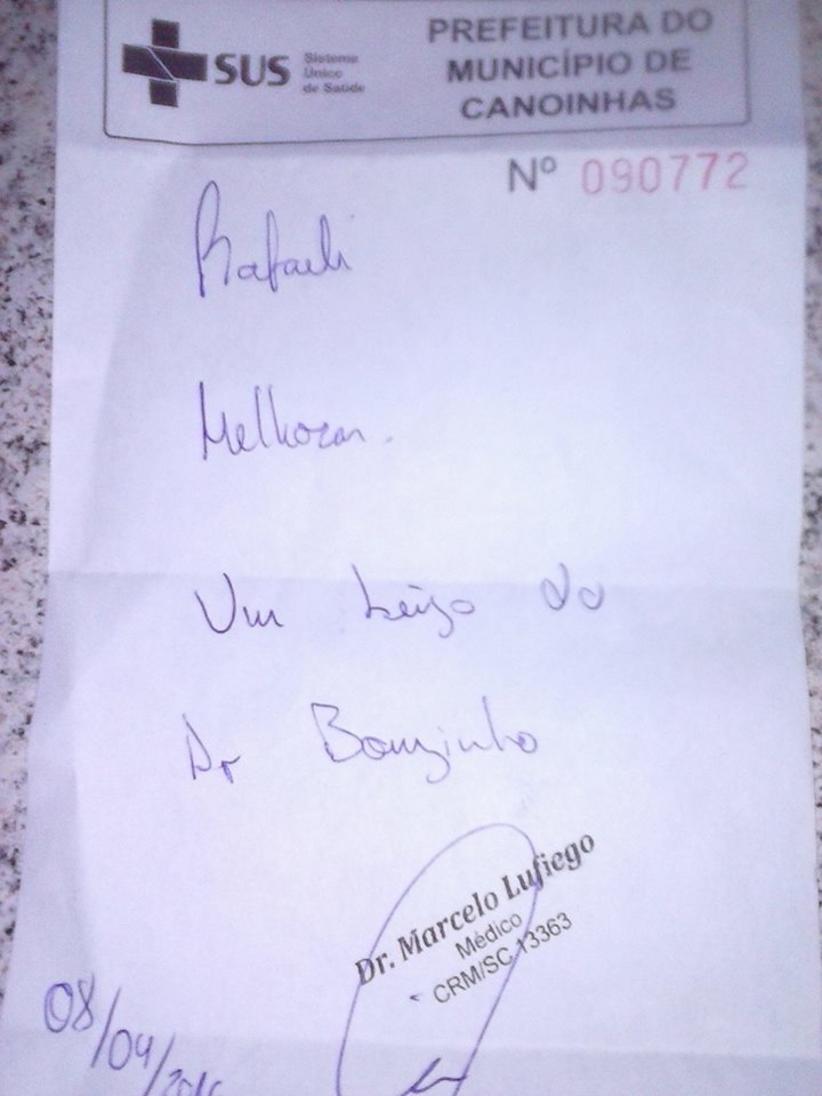 SUS
Sistema
Único
de Saúde
PREFEITURA DO
MUNICÍPIO DE
CANOINHAS
Nº 090772
Rafaeli
Melhoras.
Um beijo do
Dr Bonzinho
Dr. Marcelo Lufiego
Médico
CRM/SC 13363
08/04/